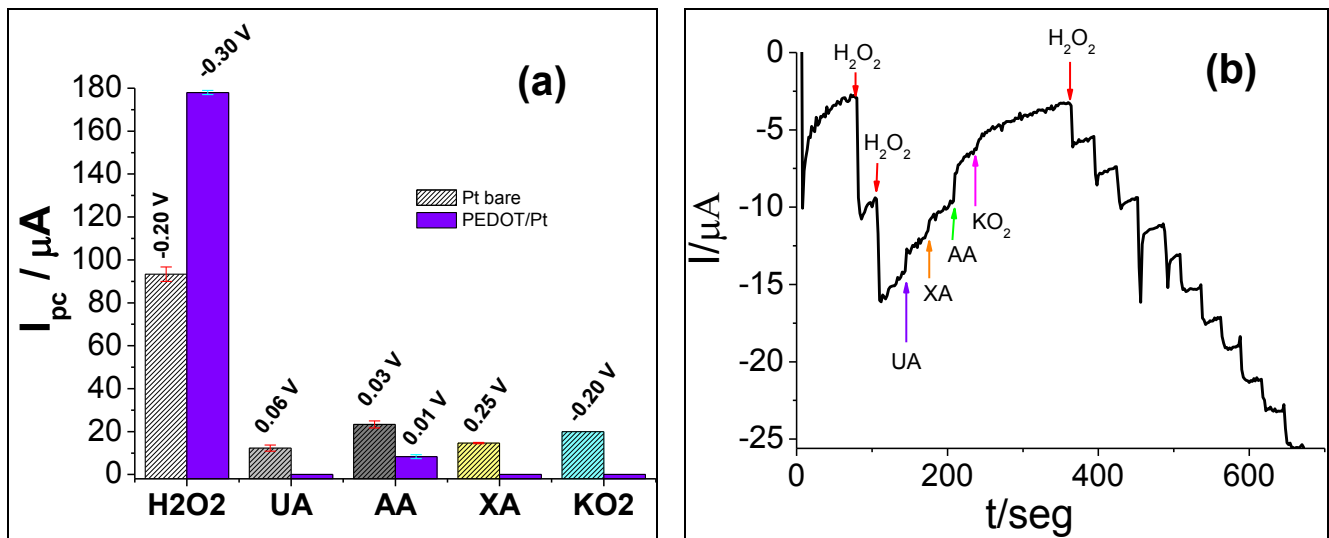 (a)
I_pc / µA
180
160
140
120
100
80
60
40
20
0
-0.20 V
-0.30 V
0.06 V
0.03 V
0.01 V
0.25 V
-0.20 V
Pt bare
PEDOT/Pt
H2O2 UA AA XA KO2
(b)
I/µA
0
-5
-10
-15
-20
-25
H₂O₂
H₂O₂
H₂O₂
UA
XA
AA
KO₂
0 200 400 600
t/seg